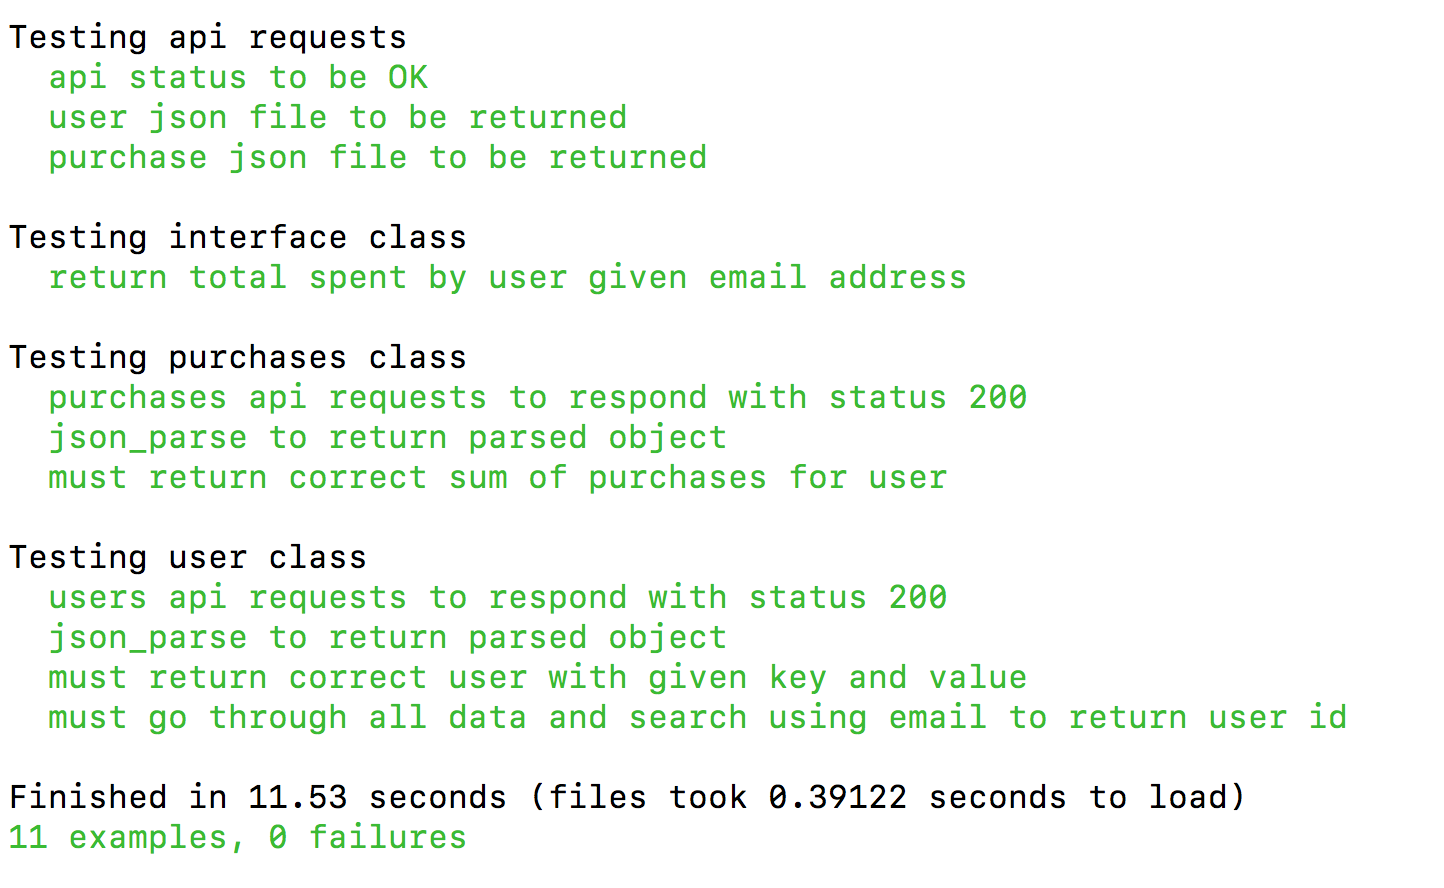 Testing api requests
api status to be OK
user json file to be returned
purchase json file to be returned
Testing interface class
return total spent by user given email address
Testing purchases class
purchases api requests to respond with status 200
json_parse to return parsed object
must return correct sum of purchases for user
Testing user class
users api requests to respond with status 200
json_parse to return parsed object
must return correct user with given key and value
must go through all data and search using email to return user id
Finished in 11.53 seconds (files took 0.39122 seconds to load)
11 examples, 0 failures